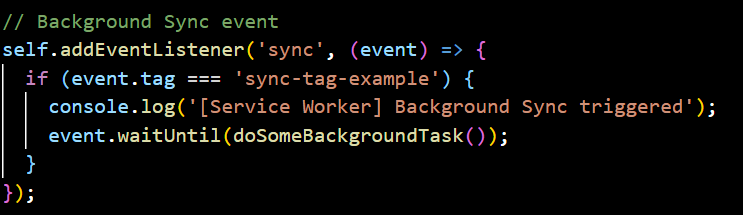 // Background Sync event
self.addEventListener('sync', (event) => {
  if (event.tag === 'sync-tag-example') {
    console.log('[Service Worker] Background Sync triggered');
    event.waitUntil(doSomeBackgroundTask());
  }
});